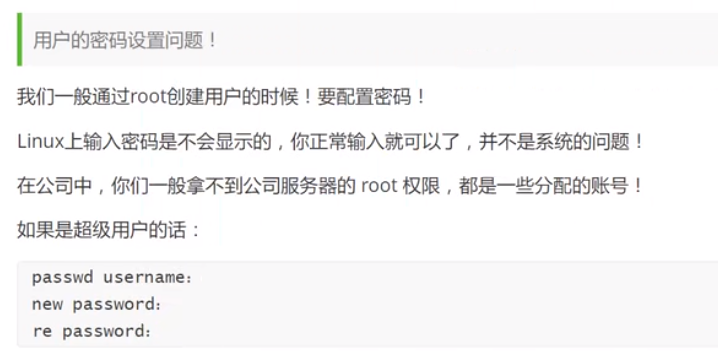 用户的密码设置问题！
我们一般通过root创建用户的时候！要配置密码！
Linux上输入密码是不会显示的，你正常输入就可以了，并不是系统的问题！
在公司中，你们一般拿不到公司服务器的 root 权限，都是一些分配的账号！
如果是超级用户的话：
passwd username：
new password：
re password：